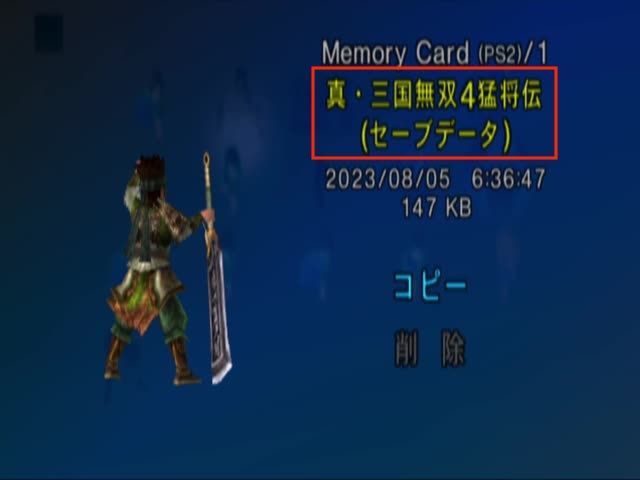 Memory Card (PS2)/1
真・三国無双4猛将伝
(セーブデータ)
2023/08/05 6:36:47
147 KB
コピー
削 除